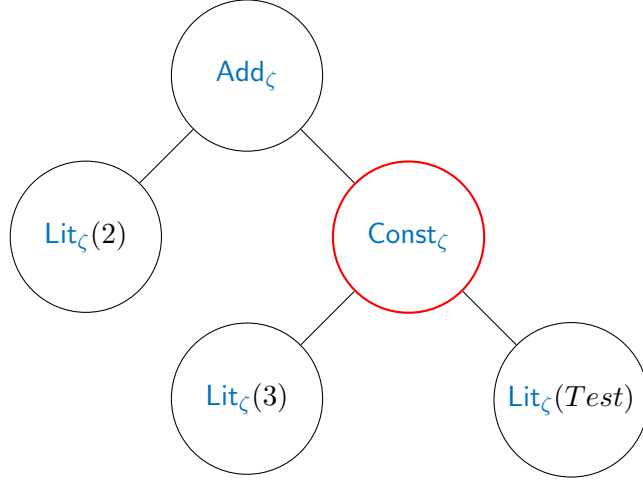 Add_ζ
Lit_ζ(2)
Const_ζ
Lit_ζ(3)
Lit_ζ(Test)